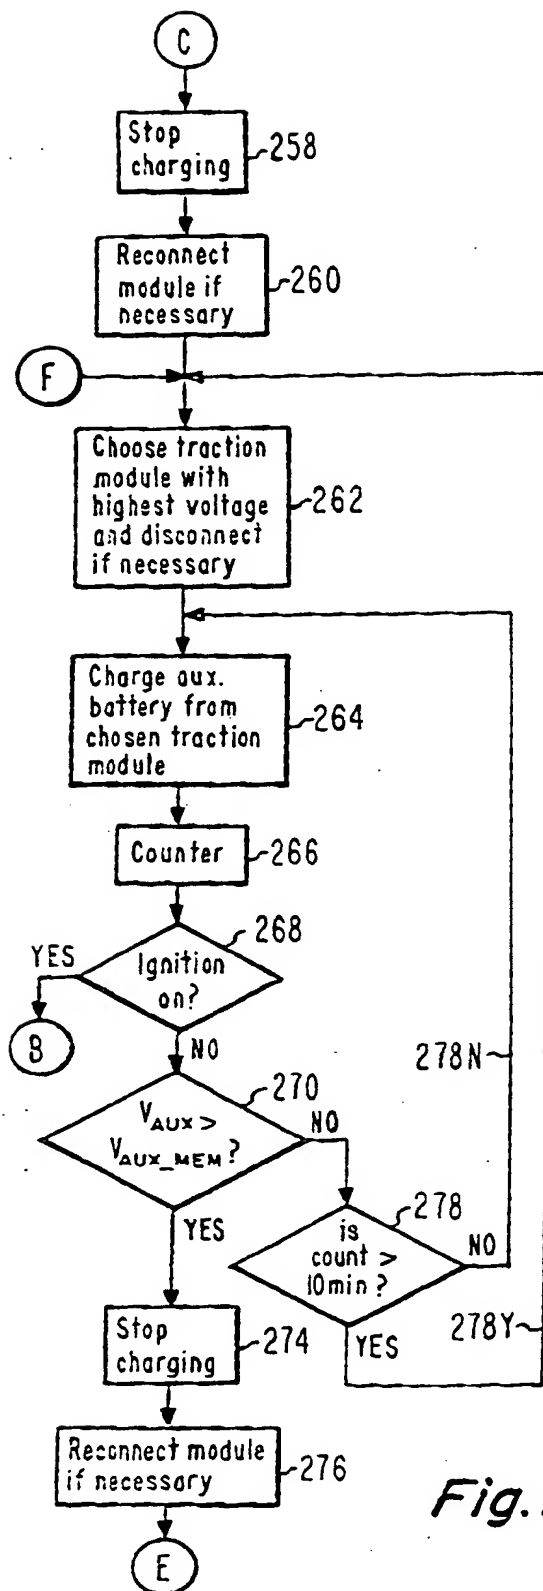 C
Stop
charging
258
Reconnect
module if
necessary
260
F
Choose traction
module with
highest voltage
and disconnect
if necessary
262
Charge aux.
battery from
chosen traction
module
264
Counter
266
268
YES
Ignition
on?
B
NO
278N
270
VAUX >
VAUX_MEM?
NO
YES
278
is
count >
10min?
NO
YES
278Y
Stop
charging
274
Reconnect module
if necessary
276
Fig.
E